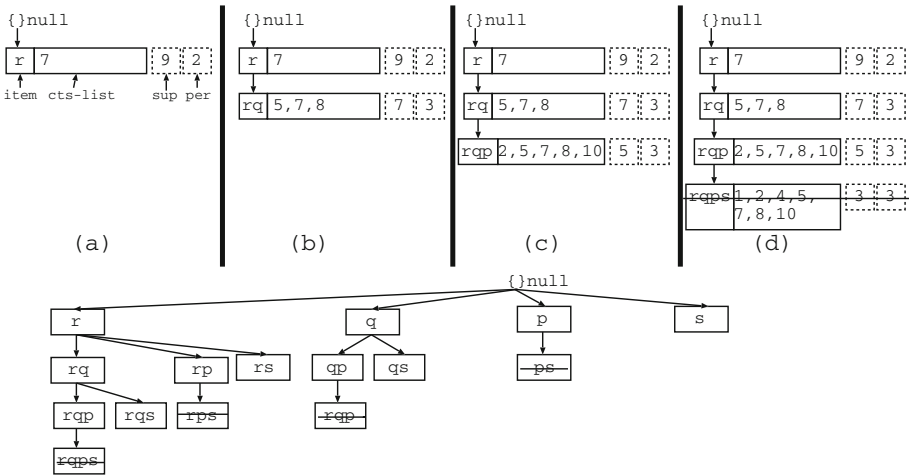 {}null
r 7 9 2
item cts-list sup per
(a)
{}null
r 7 9 2
rq 5,7,8 7 3
(b)
{}null
r 7 9 2
rq 5,7,8 7 3
rqp 2,5,7,8,10 5 3
(c)
{}null
r 7 9 2
rq 5,7,8 7 3
rqp 2,5,7,8,10 5 3
rqps 1,2,4,5, 3 3
7,8,10
(d)
{}null
r q p s
rq rp rs qp qs ps
rqp rqs rps rqp
rqps